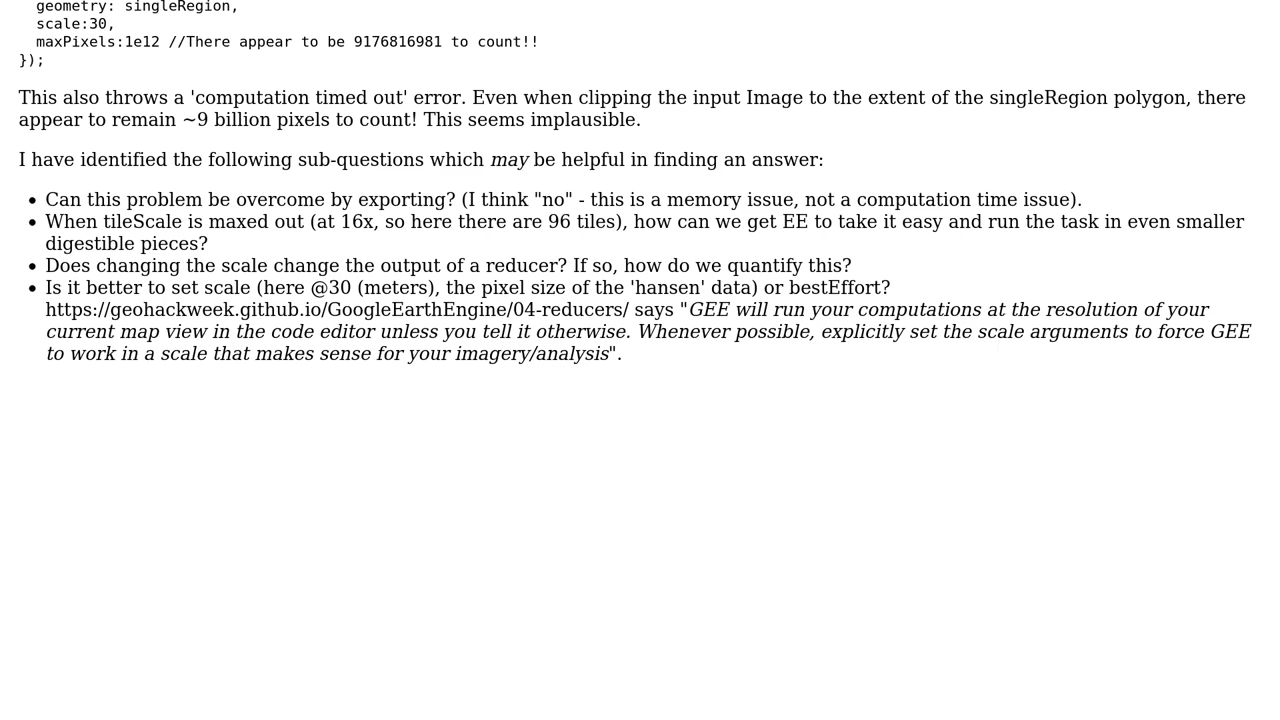 geometry: singleRegion,
scale:30,
maxPixels:1e12 //There appear to be 9176816981 to count!!
});
This also throws a 'computation timed out' error. Even when clipping the input Image to the extent of the singleRegion polygon, there
appear to remain ~9 billion pixels to count! This seems implausible.
I have identified the following sub-questions which may be helpful in finding an answer:
• Can this problem be overcome by exporting? (I think "no" - this is a memory issue, not a computation time issue).
• When tileScale is maxed out (at 16x, so here there are 96 tiles), how can we get EE to take it easy and run the task in even smaller
digestible pieces?
• Does changing the scale change the output of a reducer? If so, how do we quantify this?
• Is it better to set scale (here @30 (meters), the pixel size of the 'hansen' data) or bestEffort?
https://geohackweek.github.io/GoogleEarthEngine/04-reducers/ says "GEE will run your computations at the resolution of your
current map view in the code editor unless you tell it otherwise. Whenever possible, explicitly set the scale arguments to force GEE
to work in a scale that makes sense for your imagery/analysis".